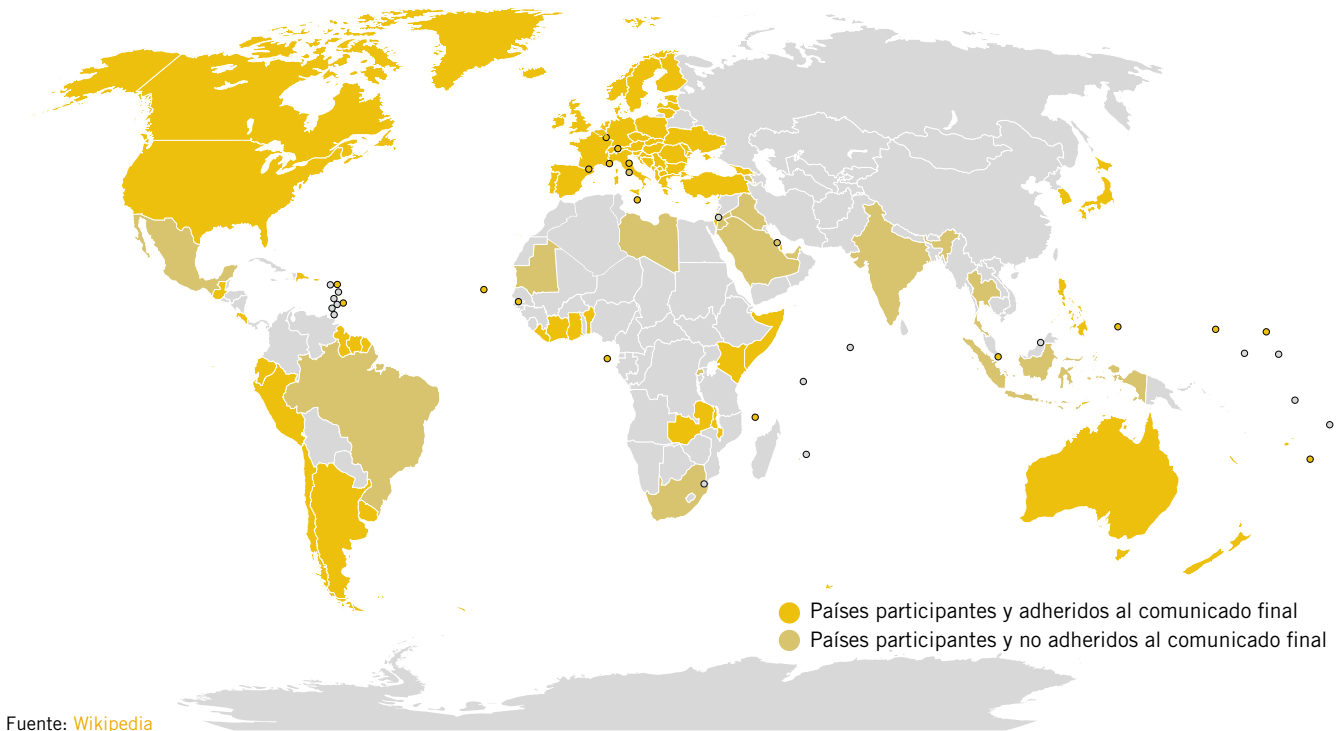 Países participantes y adheridos al comunicado final
Países participantes y no adheridos al comunicado final
Fuente: Wikipedia